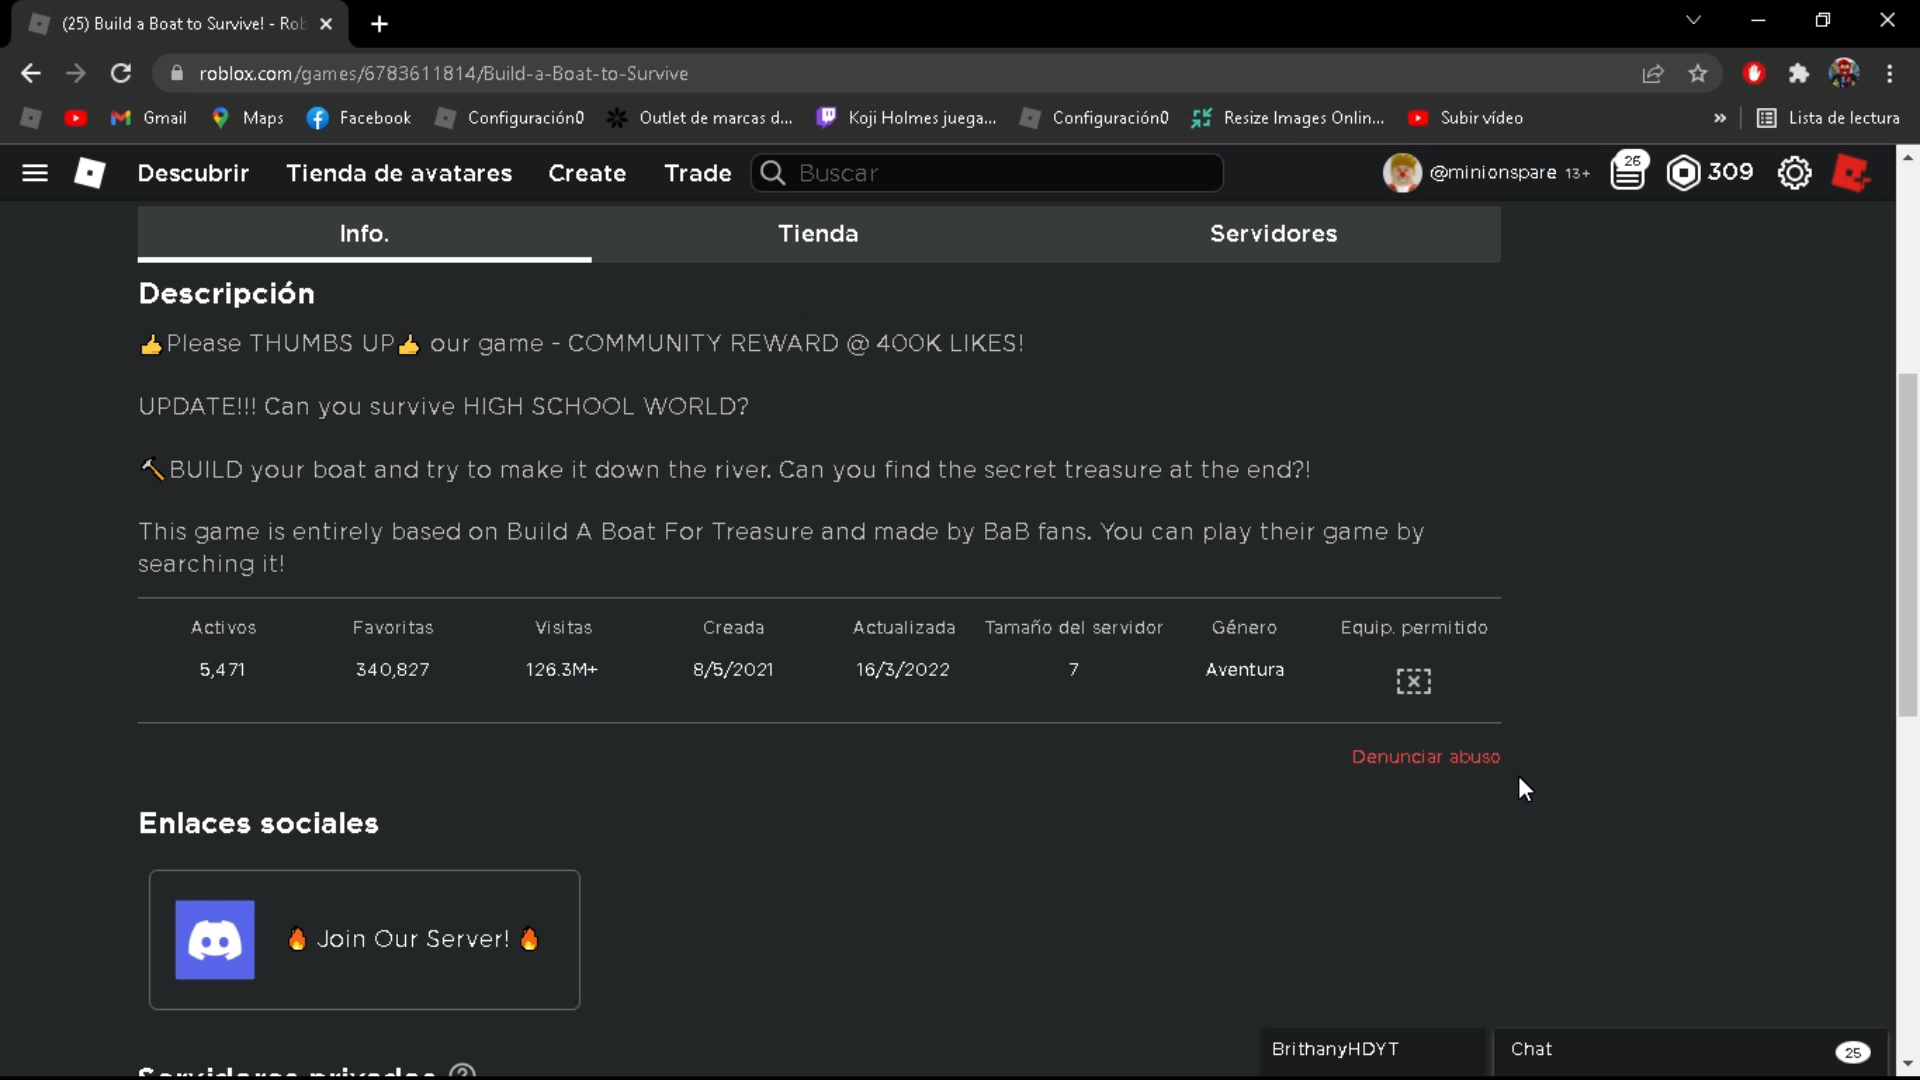 (25) Build a Boat to Survive! - Rob
roblox.com/games/6783611814/Build-a-Boat-to-Survive
Gmail Maps Facebook Configuración0 Outlet de marcas d... Koji Holmes juega... Configuración0 Resize Images Onlin... Subir vídeo » Lista de lectura
Descubrir Tienda de avatares Create Trade Buscar @minionspare 13+ 26 309
Info. Tienda Servidores
Descripción
👍Please THUMBS UP👍 our game - COMMUNITY REWARD @ 400K LIKES!
UPDATE!!! Can you survive HIGH SCHOOL WORLD?
🔨BUILD your boat and try to make it down the river. Can you find the secret treasure at the end?!
This game is entirely based on Build A Boat For Treasure and made by BaB fans. You can play their game by
searching it!
Activos Favoritas Visitas Creada Actualizada Tamaño del servidor Género Equip. permitido
5,471 340,827 126.3M+ 8/5/2021 16/3/2022 7 Aventura
Denunciar abuso
Enlaces sociales
🔥 Join Our Server! 🔥
BrithanyHDYT Chat 25
Servidores privados ?